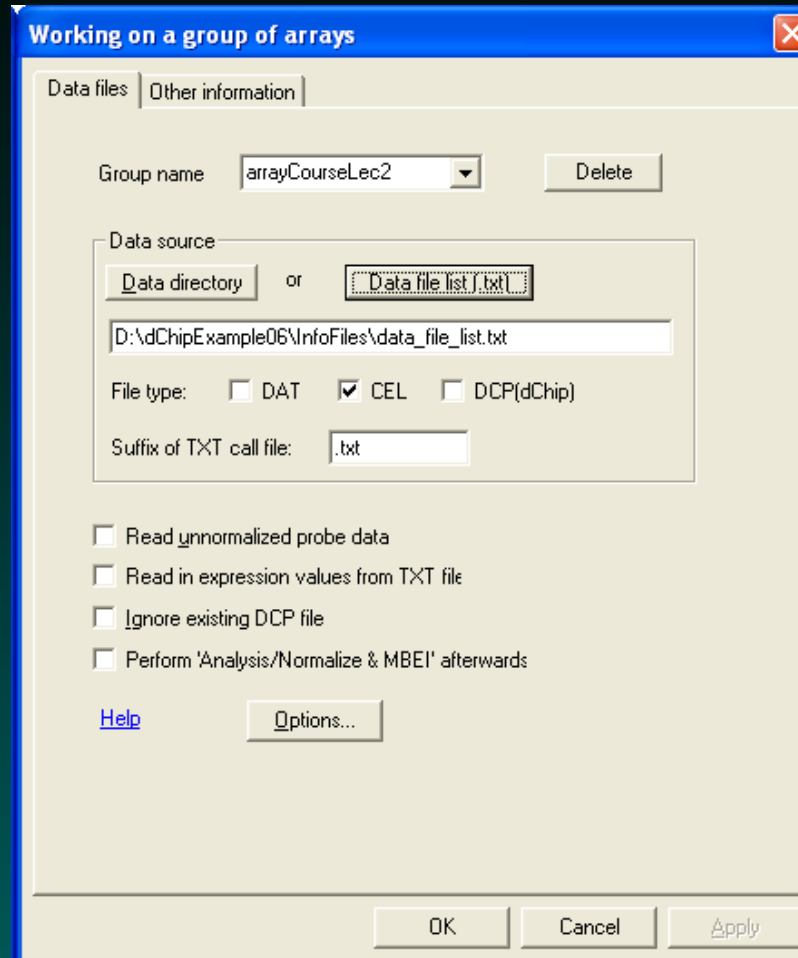 Working on a group of arrays
Data files Other information
Group name arrayCourseLec2 Delete
Data source
Data directory or Data file list (.txt)
D:\dChipExample06\InfoFiles\data_file_list.txt
File type: DAT CEL DCP(dChip)
Suffix of TXT call file: .txt
Read unnormalized probe data
Read in expression values from TXT file
Ignore existing DCP file
Perform 'Analysis/Normalize & MBEI' afterwards
Help Options...
OK Cancel Apply